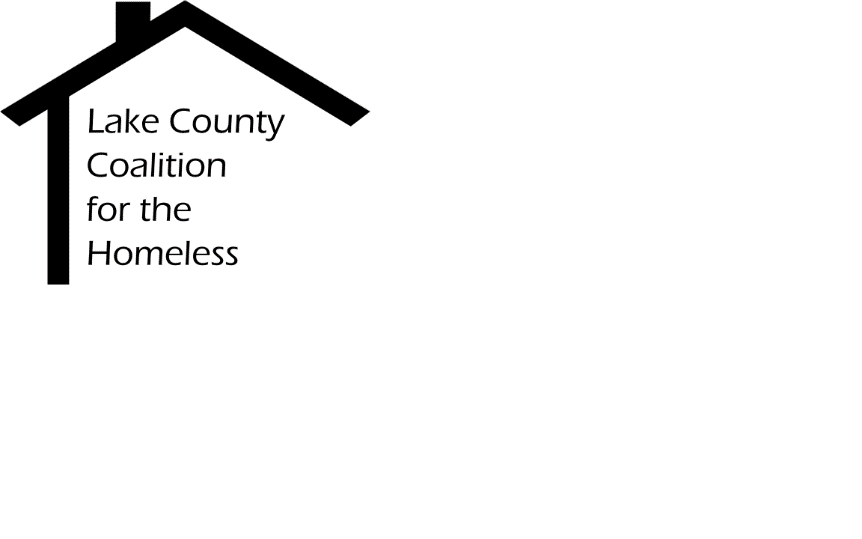 Lake County
Coalition
for the
Homeless